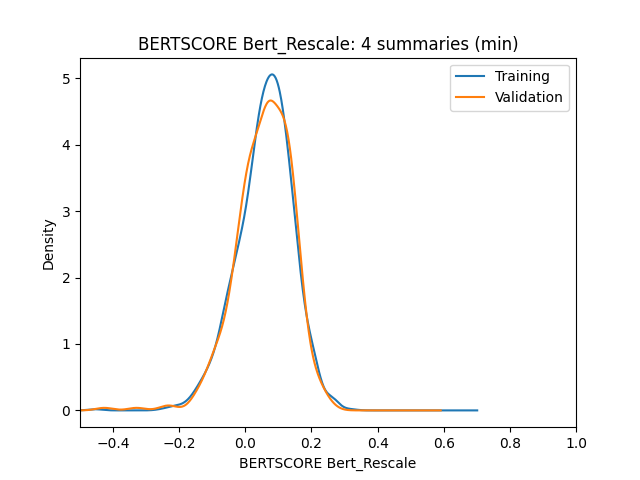 BERTSCORE Bert_Rescale: 4 summaries (min)
Training
Validation
Density
5
4
3
2
1
0
−0.4 −0.2 0.0 0.2 0.4 0.6 0.8 1.0
BERTSCORE Bert_Rescale